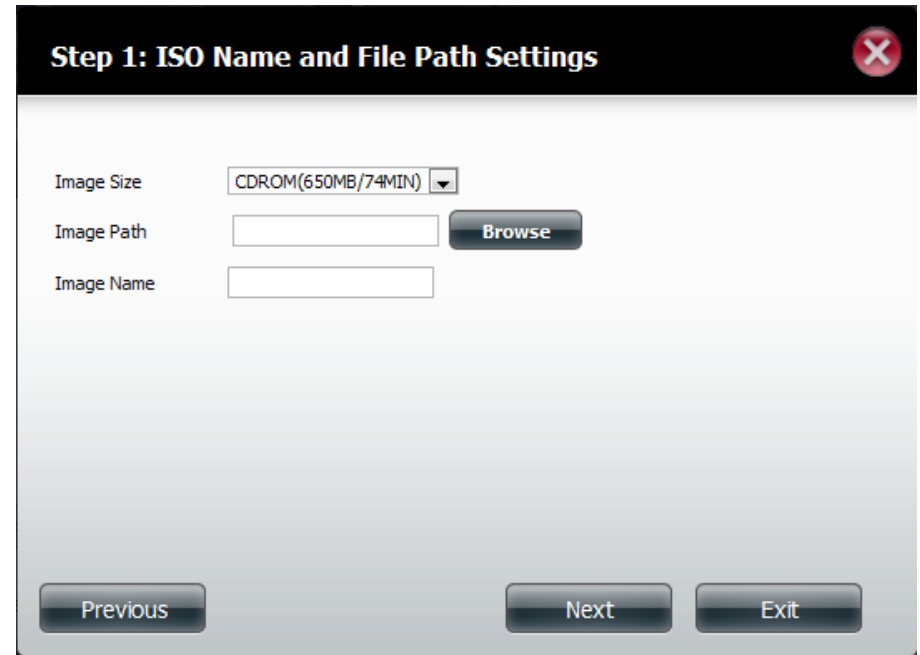 Step 1: ISO Name and File Path Settings
Image Size CDROM(650MB/74MIN)
Image Path Browse
Image Name
Previous Next Exit